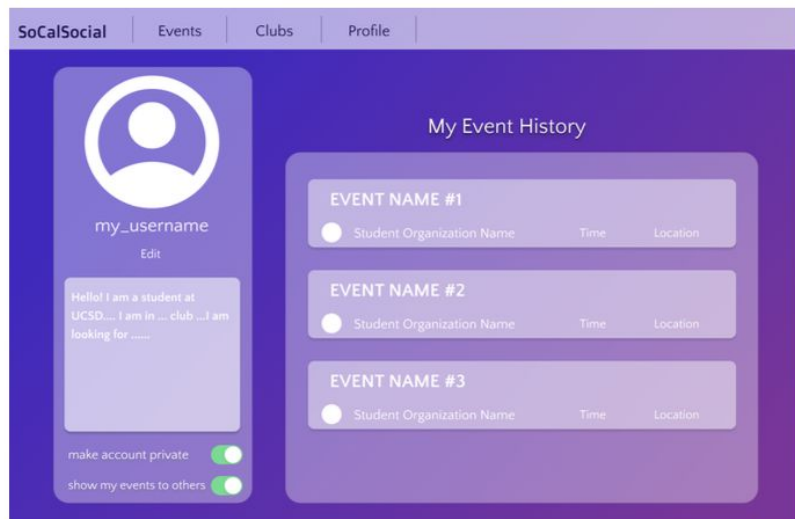 SoCalSocial Events Clubs Profile
my_username
Edit
Hello! I am a student at
UCSD.... I am in ... club ...I am
looking for ......
make account private
show my events to others
My Event History
EVENT NAME #1
Student Organization Name Time Location
EVENT NAME #2
Student Organization Name Time Location
EVENT NAME #3
Student Organization Name Time Location